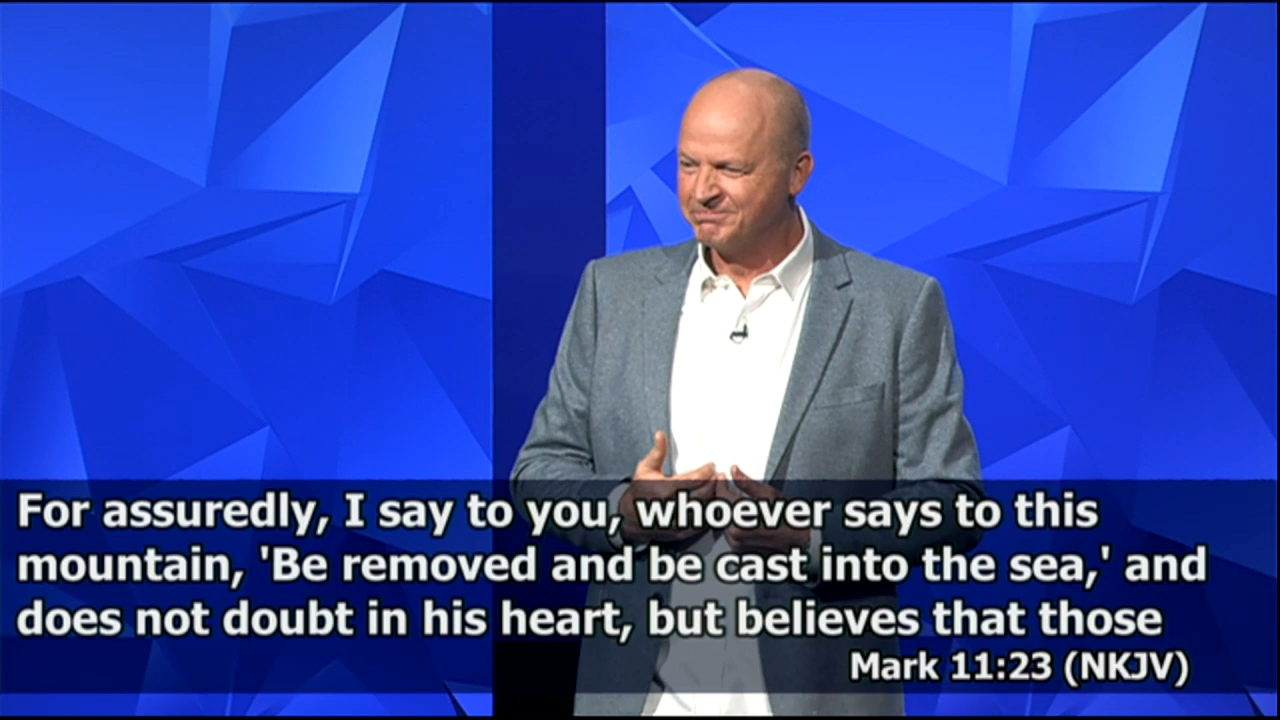 For assuredly, I say to you, whoever says to this
mountain, 'Be removed and be cast into the sea,' and
does not doubt in his heart, but believes that those
Mark 11:23 (NKJV)